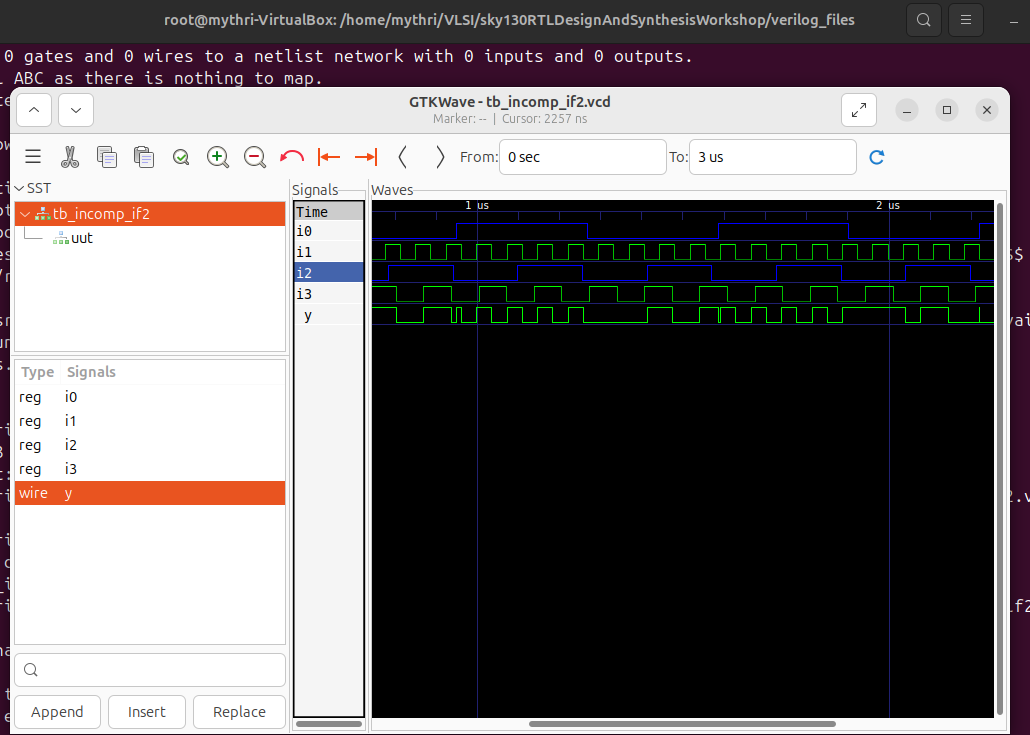 root@mythri-VirtualBox: /home/mythri/VLSI/sky130RTLDesignAndSynthesisWorkshop/verilog_files
0 gates and 0 wires to a netlist network with 0 inputs and 0 outputs.
ABC as there is nothing to map.
GTKWave - tb_incomp_if2.vcd
Marker: -- | Cursor: 2257 ns
From: 0 sec To: 3 us
SST
tb_incomp_if2
uut
Type Signals
reg i0
reg i1
reg i2
reg i3
wire y
Append Insert Replace
Signals
Time
i0
i1
i2
i3
y
Waves
1 us 2 us